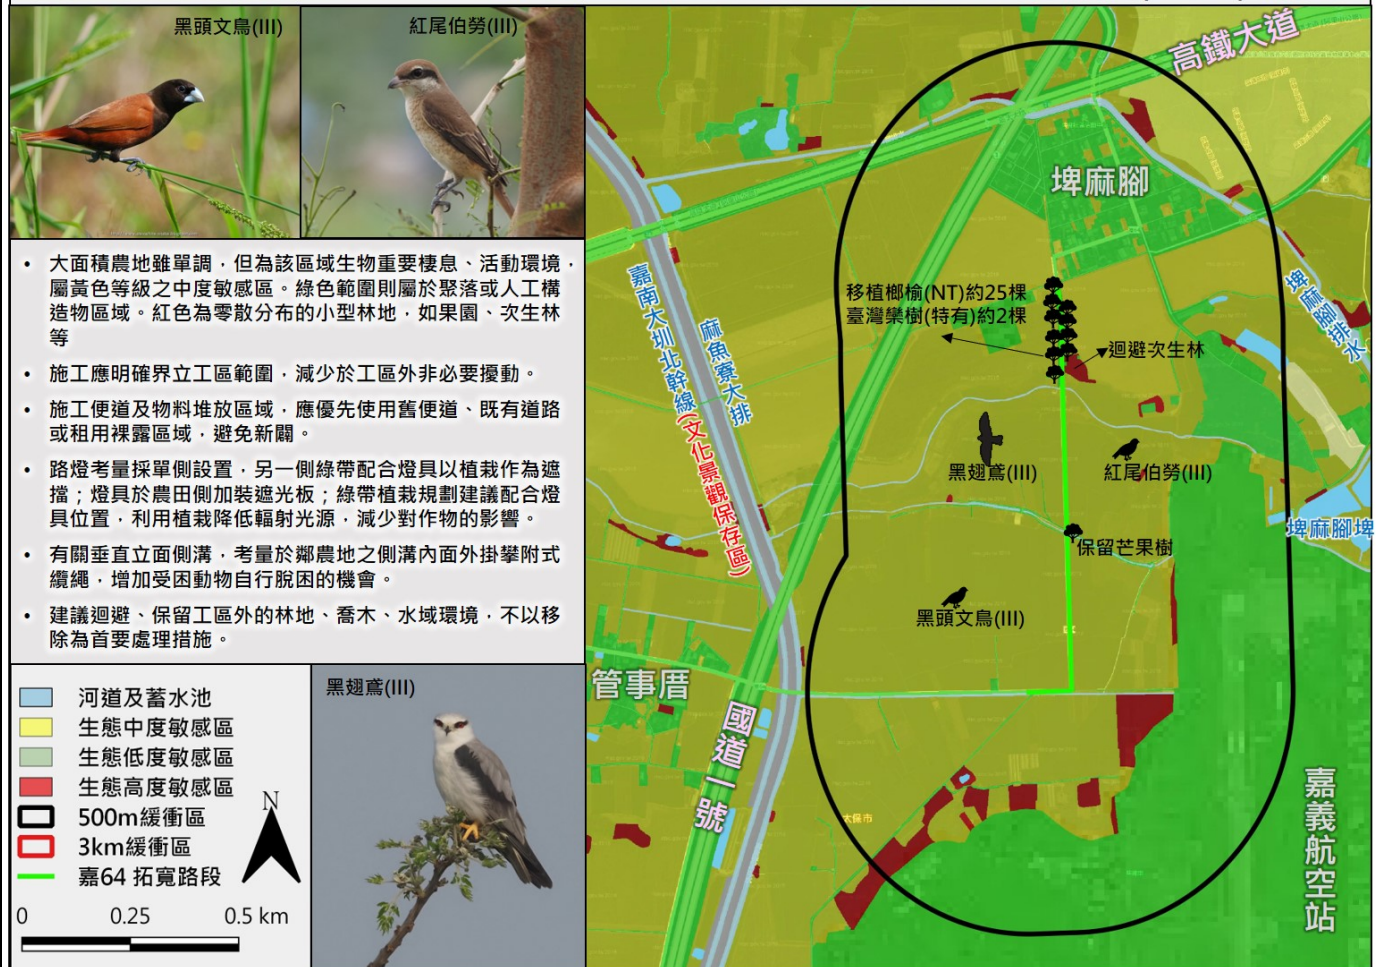 黑頭文鳥(III)
紅尾伯勞(III)
• 大面積農地雖單調，但為該區域生物重要棲息、活動環境，
屬黃色等級之中度敏感區。綠色範圍則屬於聚落或人工構
造物區域。紅色為零散分布的小型林地，如果園、次生林
等
• 施工應明確界立工區範圍，減少於工區外非必要擾動。
• 施工便道及物料堆放區域，應優先使用舊便道、既有道路
或租用裸露區域，避免新闢。
• 路燈考量採單側設置，另一側綠帶配合燈具以植栽作為遮
擋；燈具於農田側加裝遮光板；綠帶植栽規劃建議配合燈
具位置，利用植栽降低輻射光源，減少對作物的影響。
• 有關垂直立面側溝，考量於鄰農地之側溝內面外掛攀附式
纜繩，增加受困動物自行脫困的機會。
• 建議迴避、保留工區外的林地、喬木、水域環境，不以移
除為首要處理措施。
河道及蓄水池
生態中度敏感區
生態低度敏感區
生態高度敏感區
500m緩衝區
3km緩衝區
嘉64 拓寬路段
N
0 0.25 0.5 km
黑翅鳶(III)
高鐵大道
埤麻腳
埤麻腳排水
嘉南大圳北幹線(文化景觀保存區)
麻魚寮大排
移植榔榆(NT)約25棵
臺灣欒樹(特有)約2棵
迴避次生林
黑翅鳶(III)
紅尾伯勞(III)
埤麻腳埤
保留芒果樹
黑頭文鳥(III)
管事厝
國道一號
太保市
嘉義航空站